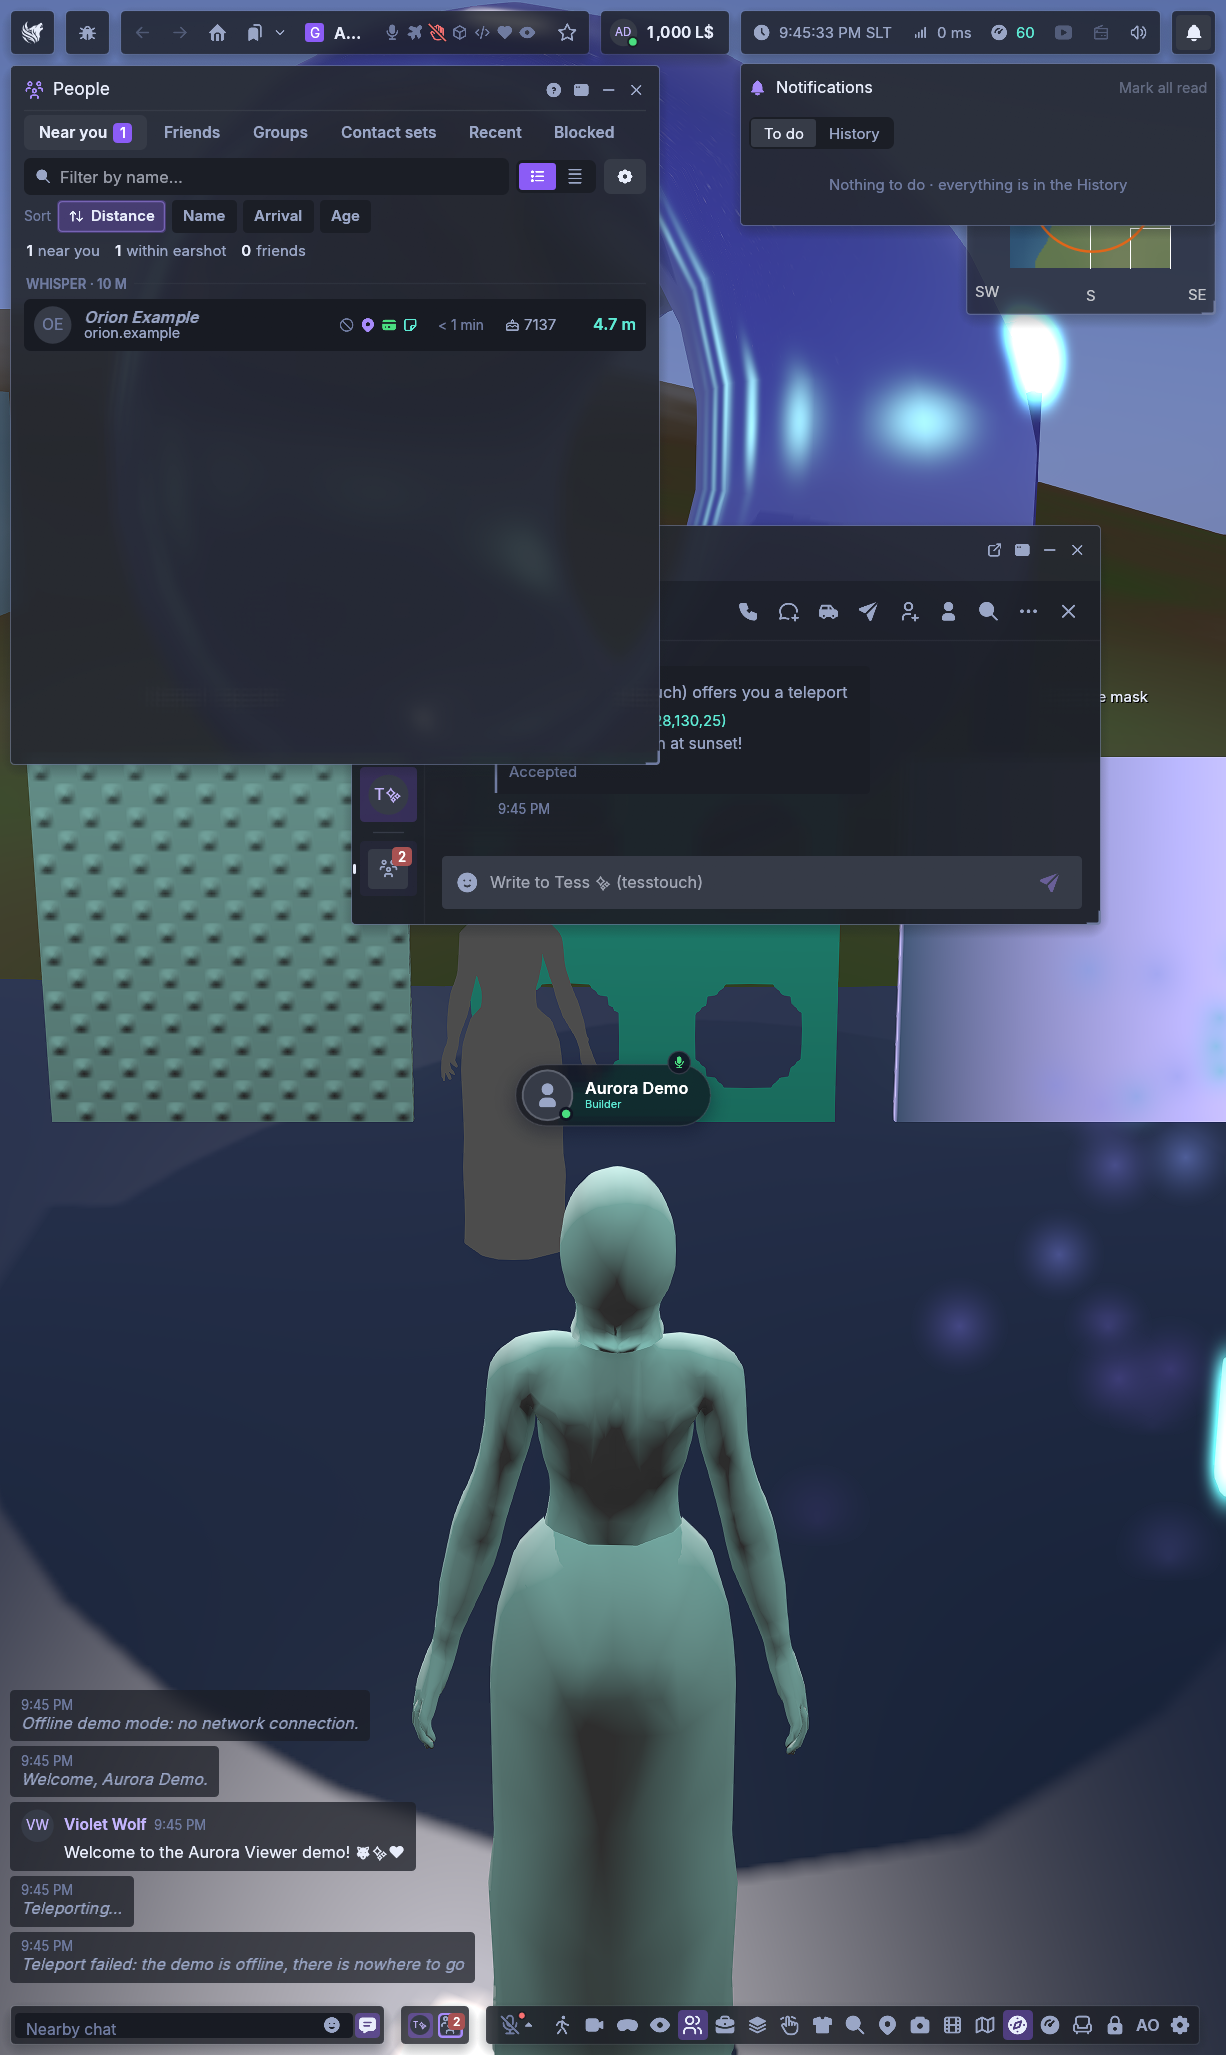 G A...
AD 1,000 L$
9:45:33 PM SLT 0 ms 60
People
Near you 1 Friends Groups Contact sets Recent Blocked
Filter by name...
Sort Distance Name Arrival Age
1 near you 1 within earshot 0 friends
WHISPER · 10 M
OE Orion Example
orion.example
< 1 min 7137 4.7 m
Notifications Mark all read
To do History
Nothing to do · everything is in the History
SW S SE
uch) offers you a teleport
28,130,25)
n at sunset!
Accepted
9:45 PM
e mask
T
2
Write to Tess ✨ (tesstouch)
Aurora Demo
Builder
9:45 PM
Offline demo mode: no network connection.
9:45 PM
Welcome, Aurora Demo.
VW Violet Wolf 9:45 PM
Welcome to the Aurora Viewer demo! 🐺✨❤
9:45 PM
Teleporting...
9:45 PM
Teleport failed: the demo is offline, there is nowhere to go
Nearby chat
T 2
AO